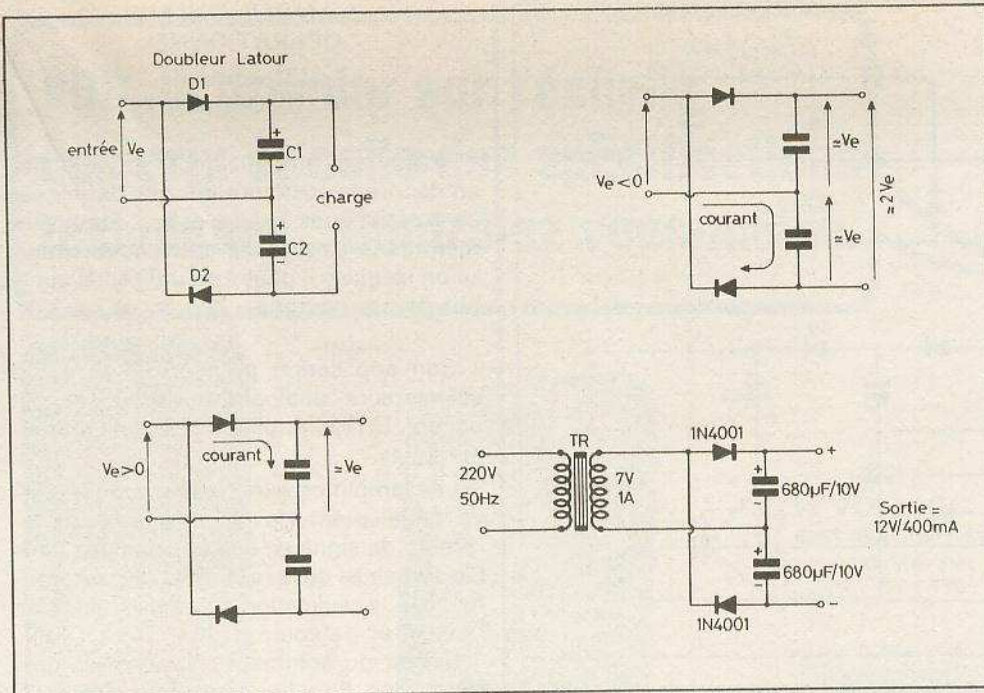 Doubleur Latour
D1
entrée Ve
+
C1
-
charge
+
C2
-
D2
Ve<0
courant
≃Ve
≃Ve
≃2Ve
Ve>0
courant
≃Ve
220V
50Hz
TR
7V
1A
1N4001
+
+
680µF/10V
-
+
680µF/10V
-
1N4001
-
Sortie =
12V/400mA